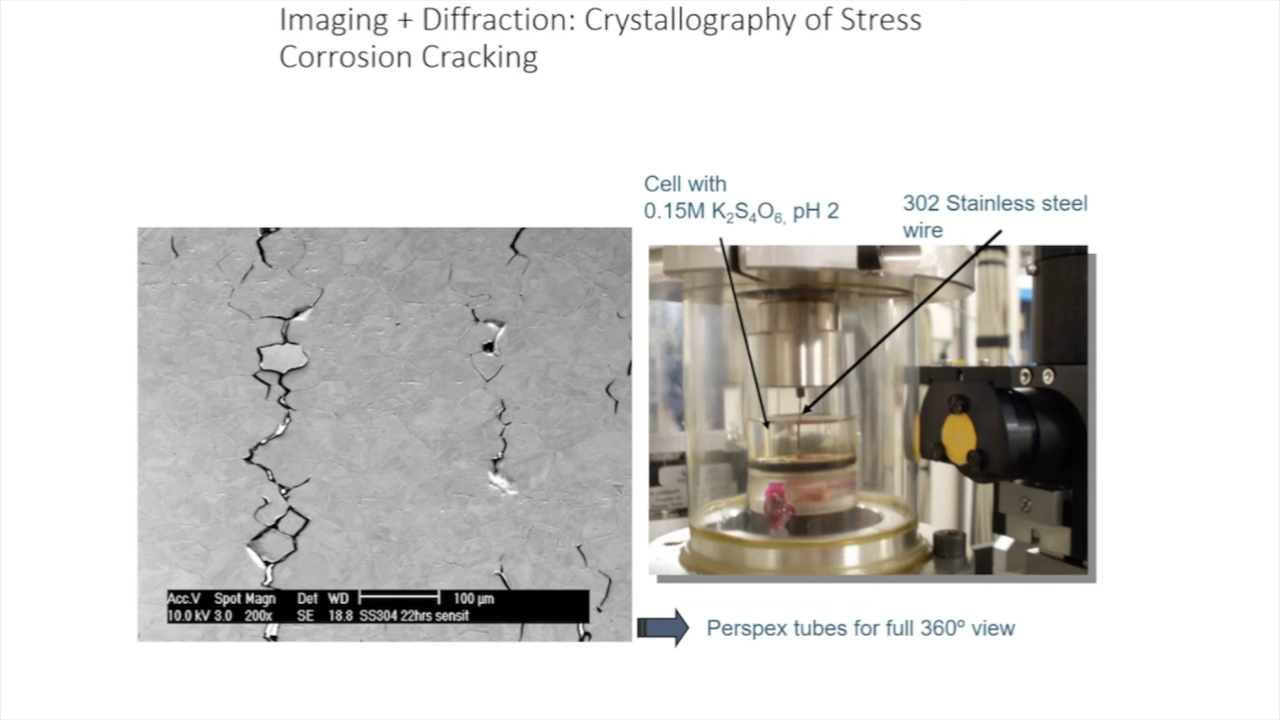 Imaging + Diffraction: Crystallography of Stress
Corrosion Cracking
Cell with
0.15M K₂S₄O₆, pH 2
302 Stainless steel
wire
Acc.V Spot Magn Det WD 100 µm
10.0 kV 3.0 200x SE 18.8 SS304 22hrs sensit
Perspex tubes for full 360º view